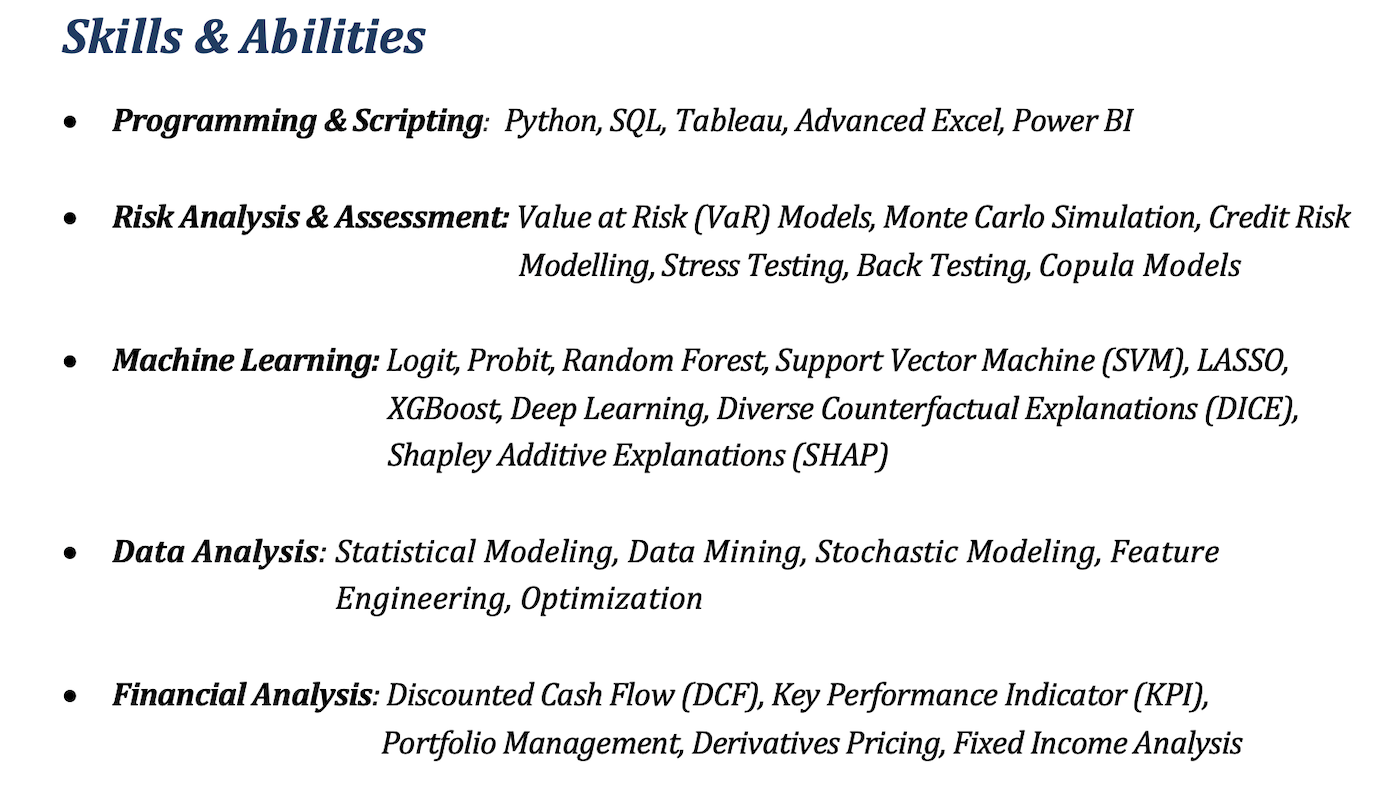 Skills & Abilities
• Programming & Scripting: Python, SQL, Tableau, Advanced Excel, Power BI
• Risk Analysis & Assessment: Value at Risk (VaR) Models, Monte Carlo Simulation, Credit Risk
Modelling, Stress Testing, Back Testing, Copula Models
• Machine Learning: Logit, Probit, Random Forest, Support Vector Machine (SVM), LASSO,
XGBoost, Deep Learning, Diverse Counterfactual Explanations (DICE),
Shapley Additive Explanations (SHAP)
• Data Analysis: Statistical Modeling, Data Mining, Stochastic Modeling, Feature
Engineering, Optimization
• Financial Analysis: Discounted Cash Flow (DCF), Key Performance Indicator (KPI),
Portfolio Management, Derivatives Pricing, Fixed Income Analysis